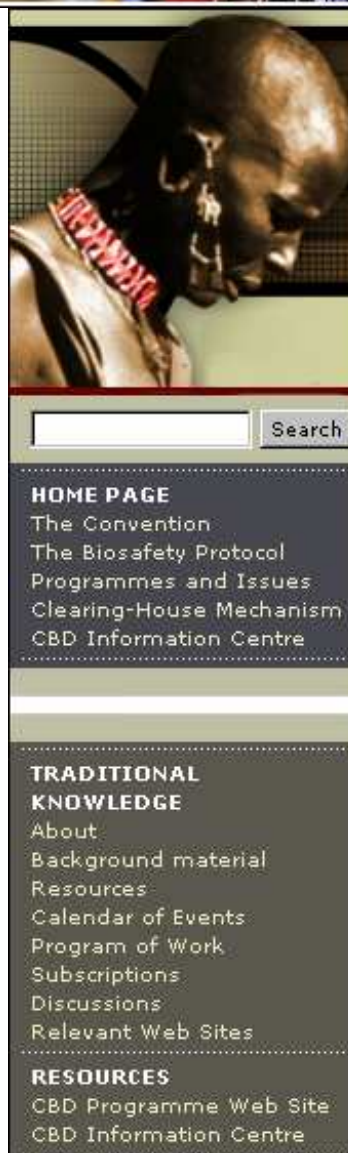 Search
HOME PAGE
The Convention
The Biosafety Protocol
Programmes and Issues
Clearing-House Mechanism
CBD Information Centre
TRADITIONAL
KNOWLEDGE
About
Background material
Resources
Calendar of Events
Program of Work
Subscriptions
Discussions
Relevant Web Sites
RESOURCES
CBD Programme Web Site
CBD Information Centre